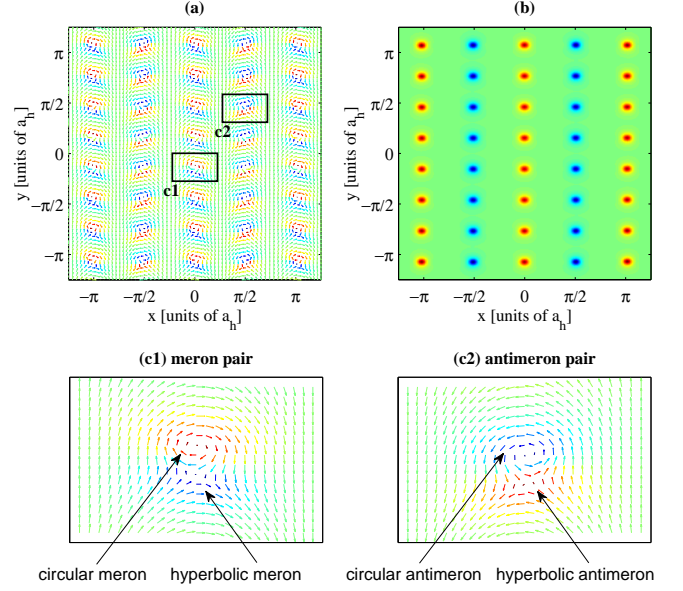 (a)
(b)
π
π/2
0
−π/2
−π
y [units of a_h]
c2
c1
−π −π/2 0 π/2 π
x [units of a_h]
π
π/2
0
−π/2
−π
y [units of a_h]
−π −π/2 0 π/2 π
x [units of a_h]
(c1) meron pair
(c2) antimeron pair
circular meron
hyperbolic meron
circular antimeron
hyperbolic antimeron